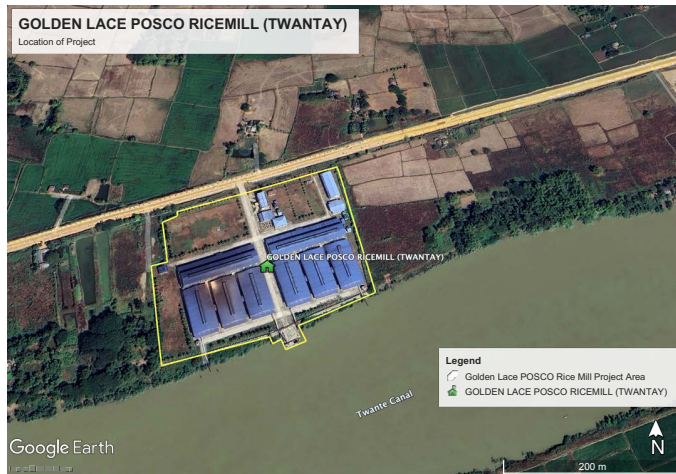 GOLDEN LACE POSCO RICEMILL (TWANTAY)
Location of Project
GOLDEN LACE POSCO RICEMILL (TWANTAY)
Legend
Golden Lace POSCO Rice Mill Project Area
GOLDEN LACE POSCO RICEMILL (TWANTAY)
Twante Canal
Google Earth
N
200 m